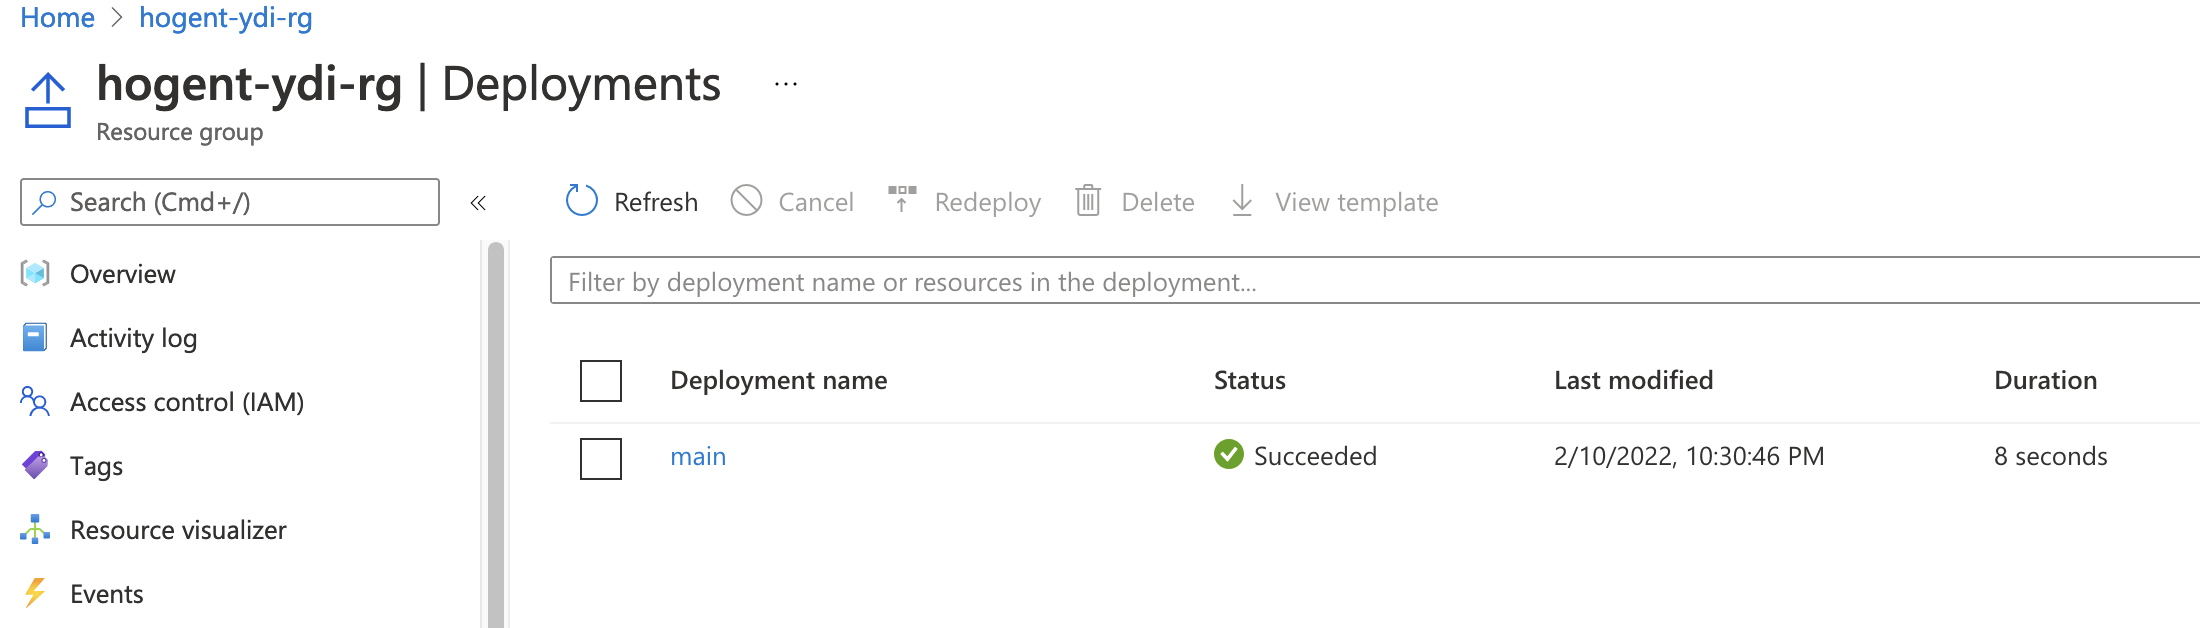 Home > hogent-ydi-rg
hogent-ydi-rg | Deployments ...
Resource group
Search (Cmd+/) «
Refresh Cancel Redeploy Delete View template
Overview
Activity log
Access control (IAM)
Tags
Resource visualizer
Events
Filter by deployment name or resources in the deployment...
Deployment name Status Last modified Duration
main Succeeded 2/10/2022, 10:30:46 PM 8 seconds